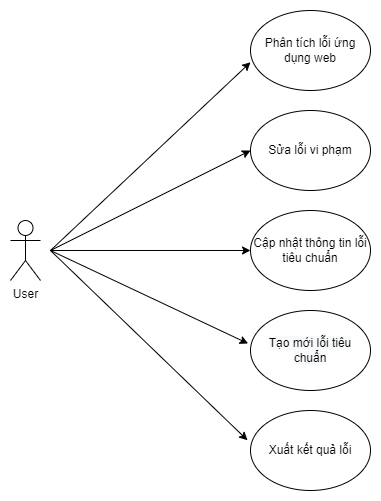 Phân tích lỗi ứng
dụng web
Sửa lỗi vi phạm
Cập nhật thông tin lỗi
tiêu chuẩn
User
Tạo mới lỗi tiêu
chuẩn
Xuất kết quả lỗi